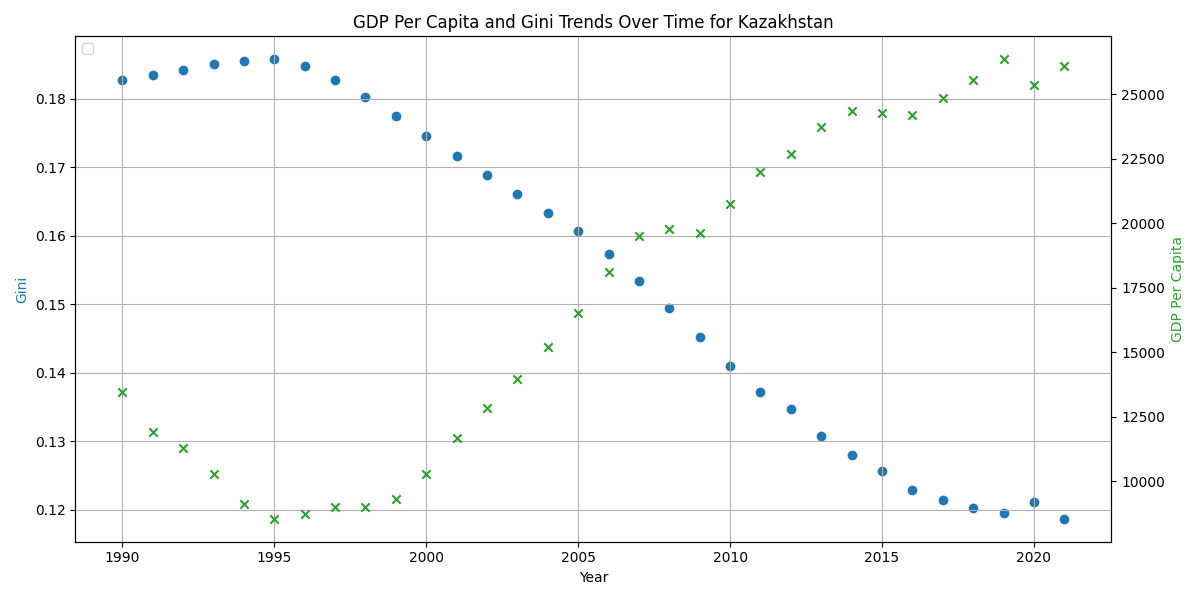 GDP Per Capita and Gini Trends Over Time for Kazakhstan
0.18
0.17
0.16
0.15
0.14
0.13
0.12
Gini
25000
22500
20000
17500
15000
12500
10000
GDP Per Capita
1990 1995 2000 2005 2010 2015 2020
Year